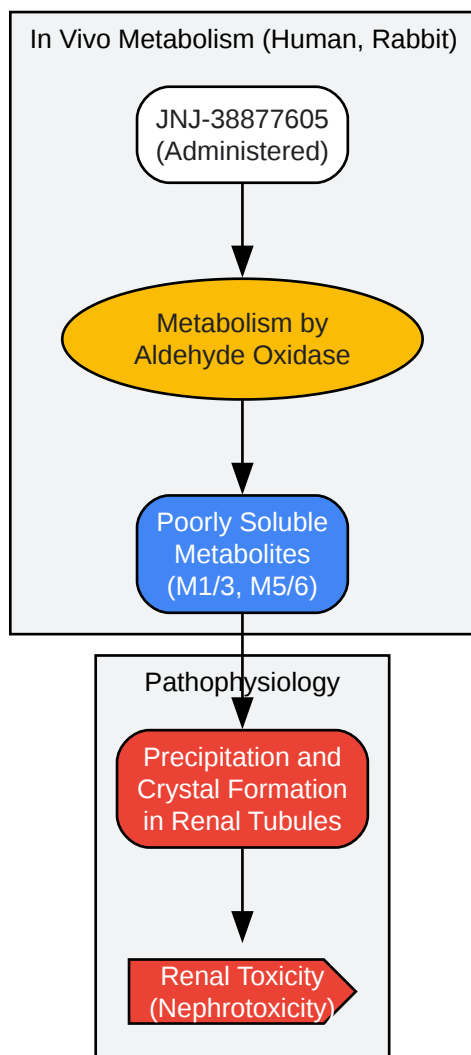 In Vivo Metabolism (Human, Rabbit)
JNJ-38877605
(Administered)
Metabolism by
Aldehyde Oxidase
Poorly Soluble
Metabolites
(M1/3, M5/6)
Pathophysiology
Precipitation and
Crystal Formation
in Renal Tubules
Renal Toxicity
(Nephrotoxicity)